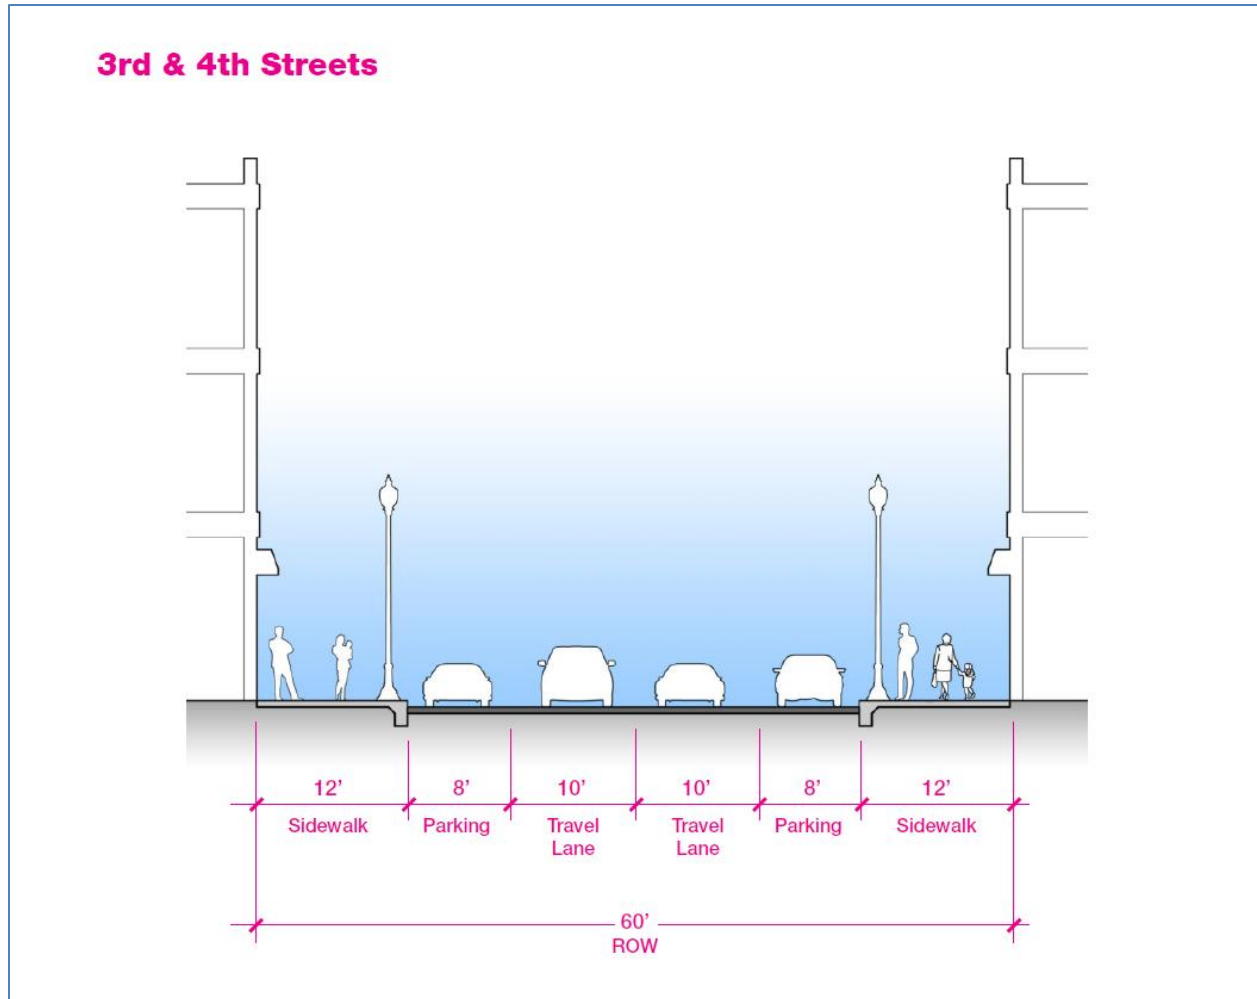 3rd & 4th Streets
12’ 8’ 10’ 10’ 8’ 12’
Sidewalk Parking Travel Travel Parking Sidewalk
Lane Lane
60’
ROW